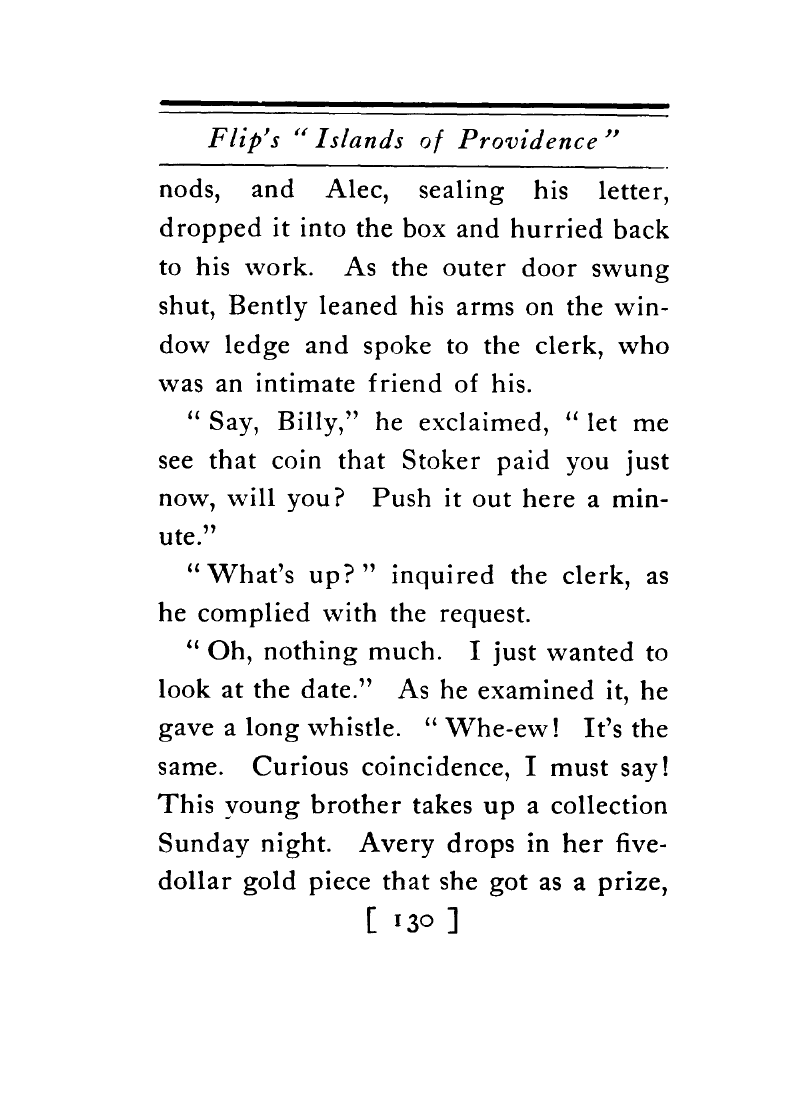 Flip's "Islands of Providence"
nods, and Alec, sealing his letter,
dropped it into the box and hurried back
to his work. As the outer door swung
shut, Bently leaned his arms on the win-
dow ledge and spoke to the clerk, who
was an intimate friend of his.
"Say, Billy," he exclaimed, "let me
see that coin that Stoker paid you just
now, will you? Push it out here a min-
ute."
"What's up?" inquired the clerk, as
he complied with the request.
"Oh, nothing much. I just wanted to
look at the date." As he examined it, he
gave a long whistle. "Whe-ew! It's the
same. Curious coincidence, I must say!
This young brother takes up a collection
Sunday night. Avery drops in her five-
dollar gold piece that she got as a prize,
[ 130 ]